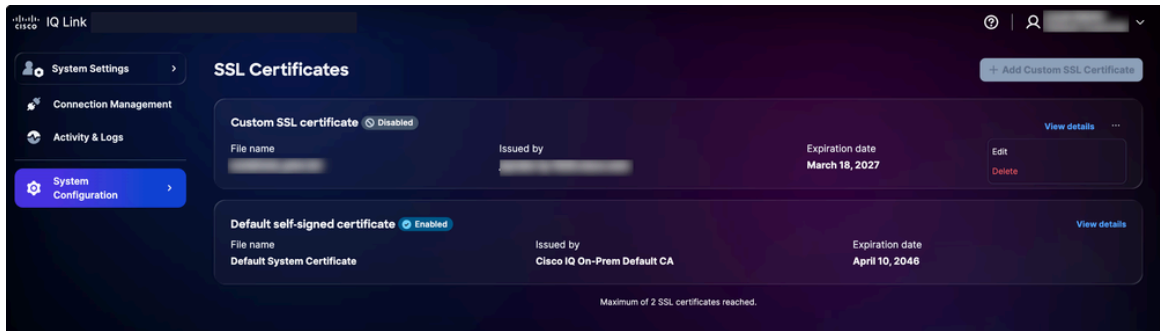 cisco IQ Link
System Settings
Connection Management
Activity & Logs
System
Configuration
SSL Certificates
+ Add Custom SSL Certificate
Custom SSL certificate Disabled
View details ...
File name Issued by Expiration date
March 18, 2027
Edit
Delete
Default self-signed certificate Enabled
View details
File name Issued by Expiration date
Default System Certificate Cisco IQ On-Prem Default CA April 10, 2046
Maximum of 2 SSL certificates reached.